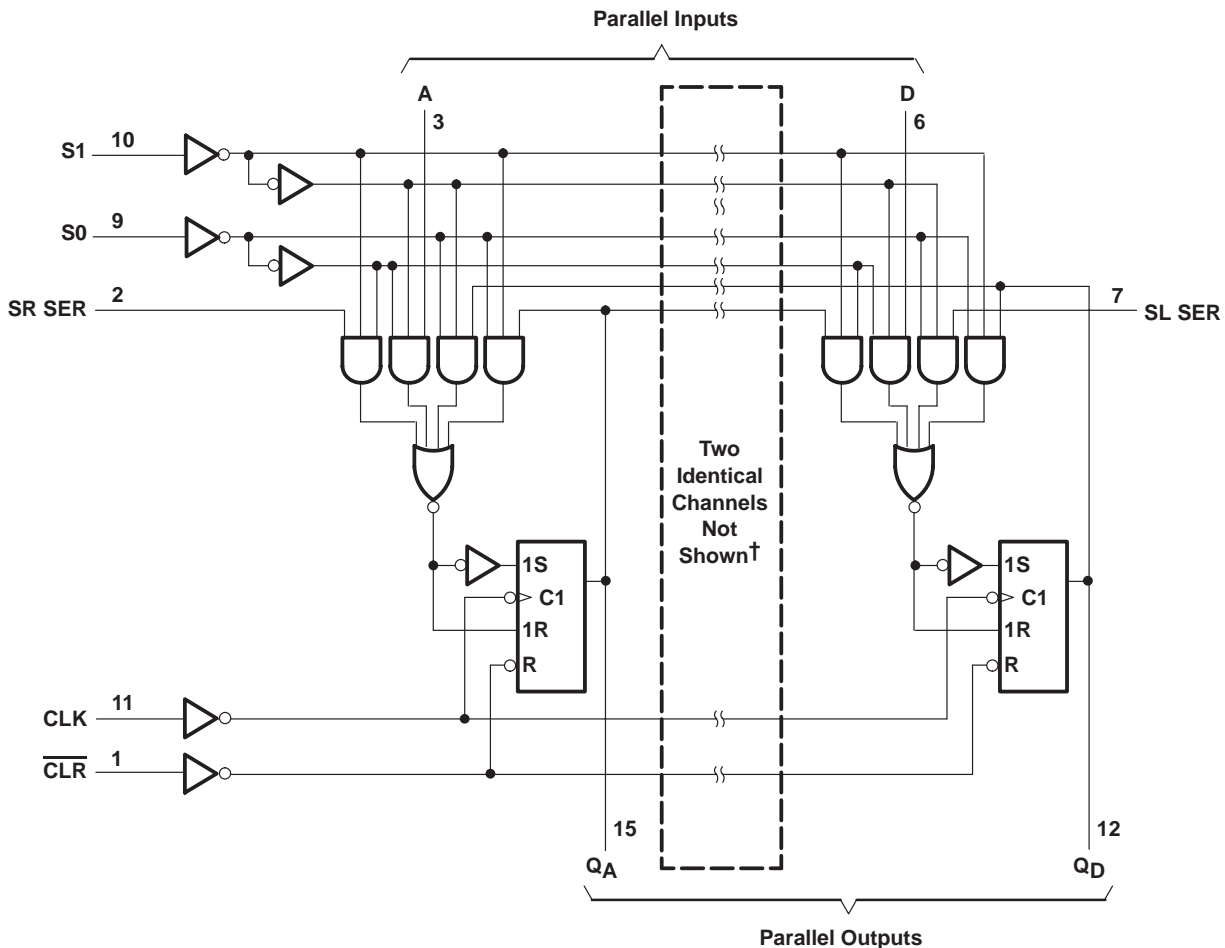 Parallel Inputs
A
D
3
6
S1
10
S0
9
SR SER
2
7
SL SER
Two
Identical
Channels
Not
Shown†
1S
C1
1R
R
1S
C1
1R
R
CLK
11
CLR
1
15
12
QA
QD
Parallel Outputs